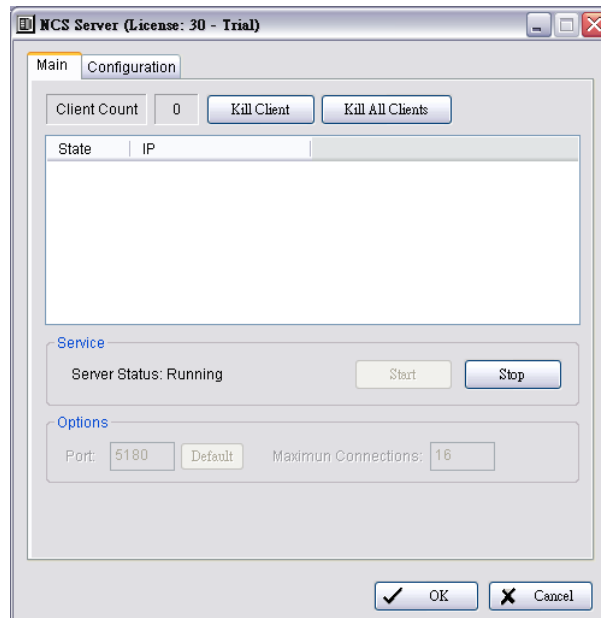 NCS Server (License: 30 - Trial)
Main Configuration
Client Count 0 Kill Client Kill All Clients
State IP
Service
Server Status: Running Start Stop
Options
Port: 5180 Default Maximun Connections: 16
OK Cancel